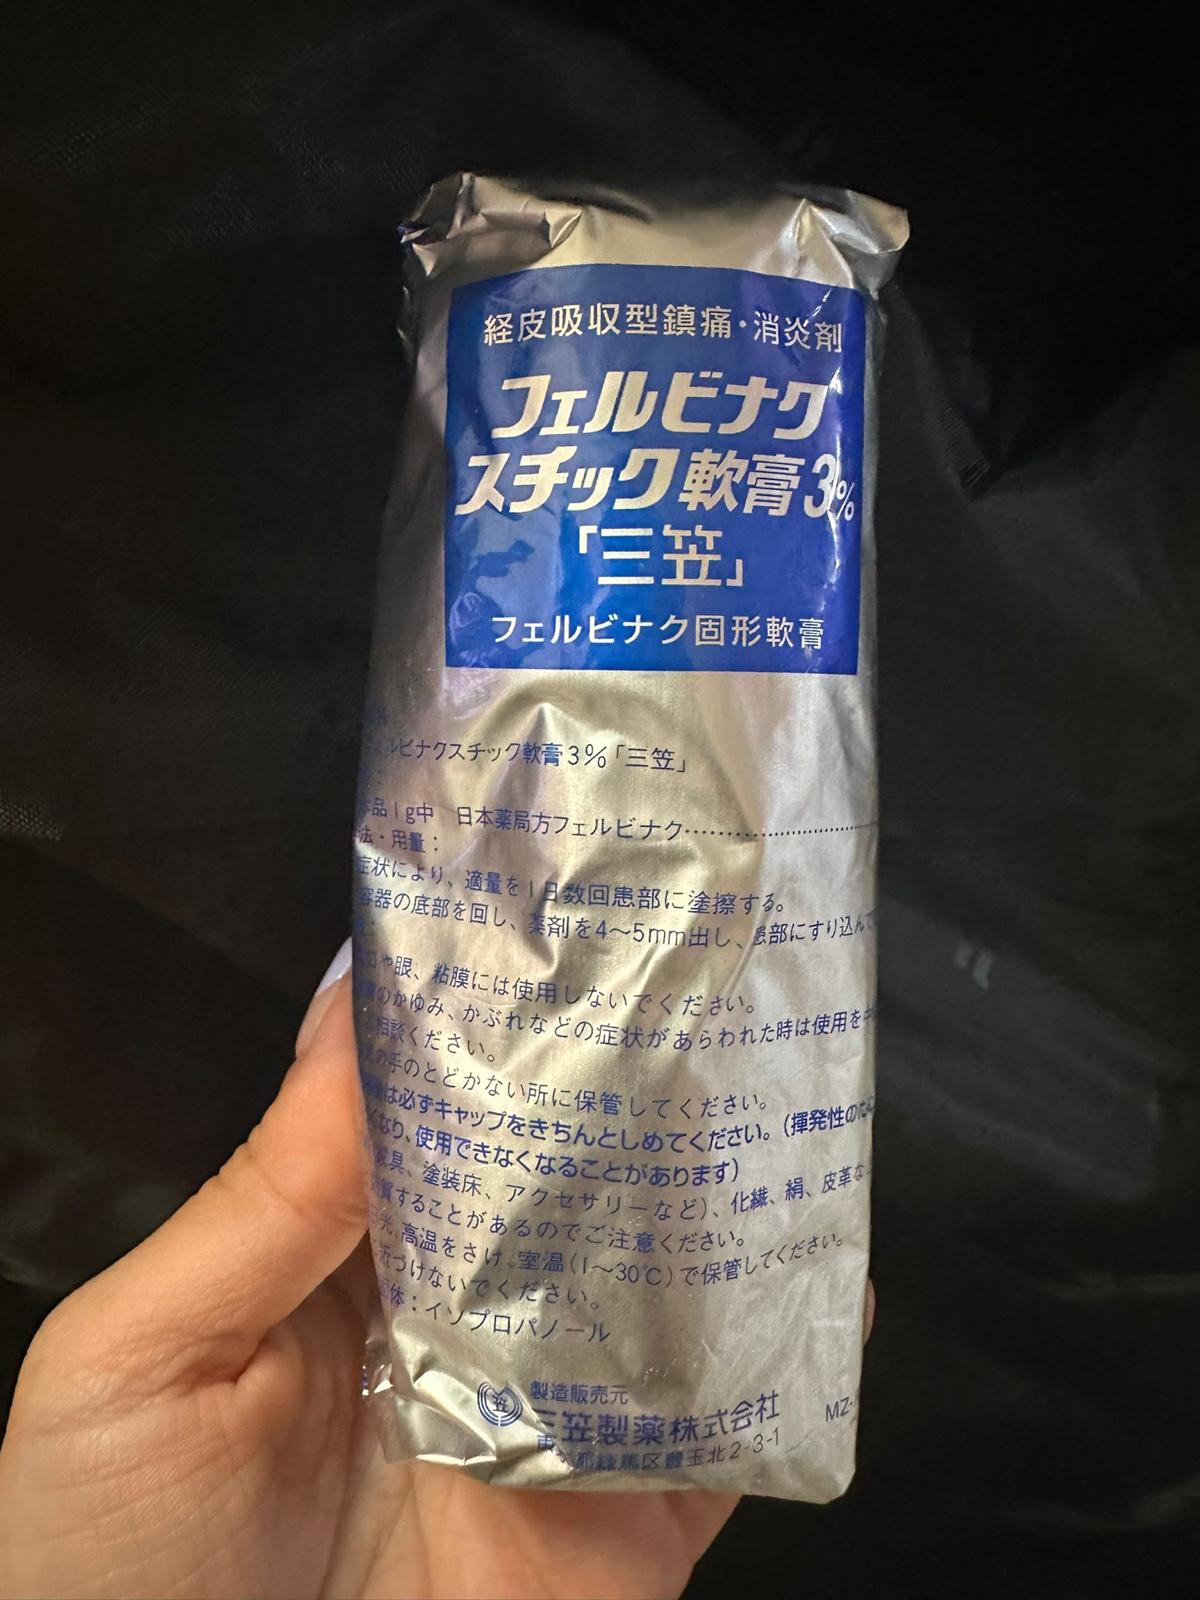 経皮吸収型鎮痛・消炎剤
フェルビナク
スチック軟膏3%
「三笠」
フェルビナク固形軟膏
ルビナクスチック軟膏3%「三笠」
品1g中 日本薬局方フェルビナク
法・用量：
症状により、適量を1日数回患部に塗擦する。
容器の底部を回し、薬剤を4〜5mm出し、患部にすり込んで
や眼、粘膜には使用しないでください。
のかゆみ、かぶれなどの症状があらわれた時は使用を
相談ください。
の手のとどかない所に保管してください。
は必ずキャップをきちんとしめてください。(揮発性の
なり、使用できなくなることがあります)
家具、塗装床、アクセサリーなど)、化繊、絹、皮革な
質することがあるのでご注意ください。
日光、高温をさけ、室温(1〜30℃)で保管してください。
近づけないでください。
体：イソプロパノール
笠
製造販売元
三笠製薬株式会社
東京都練馬区豊玉北2-3-1
MZ-